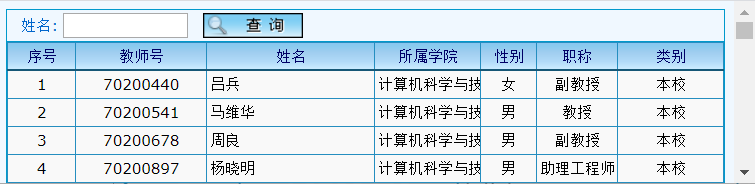 姓名: 查 询
序号 教师号 姓名 所属学院 性别 职称 类别
1 70200440 吕兵 计算机科学与技 女 副教授 本校
2 70200541 马维华 计算机科学与技 男 教授 本校
3 70200678 周良 计算机科学与技 男 副教授 本校
4 70200897 杨晓明 计算机科学与技 男 助理工程师 本校